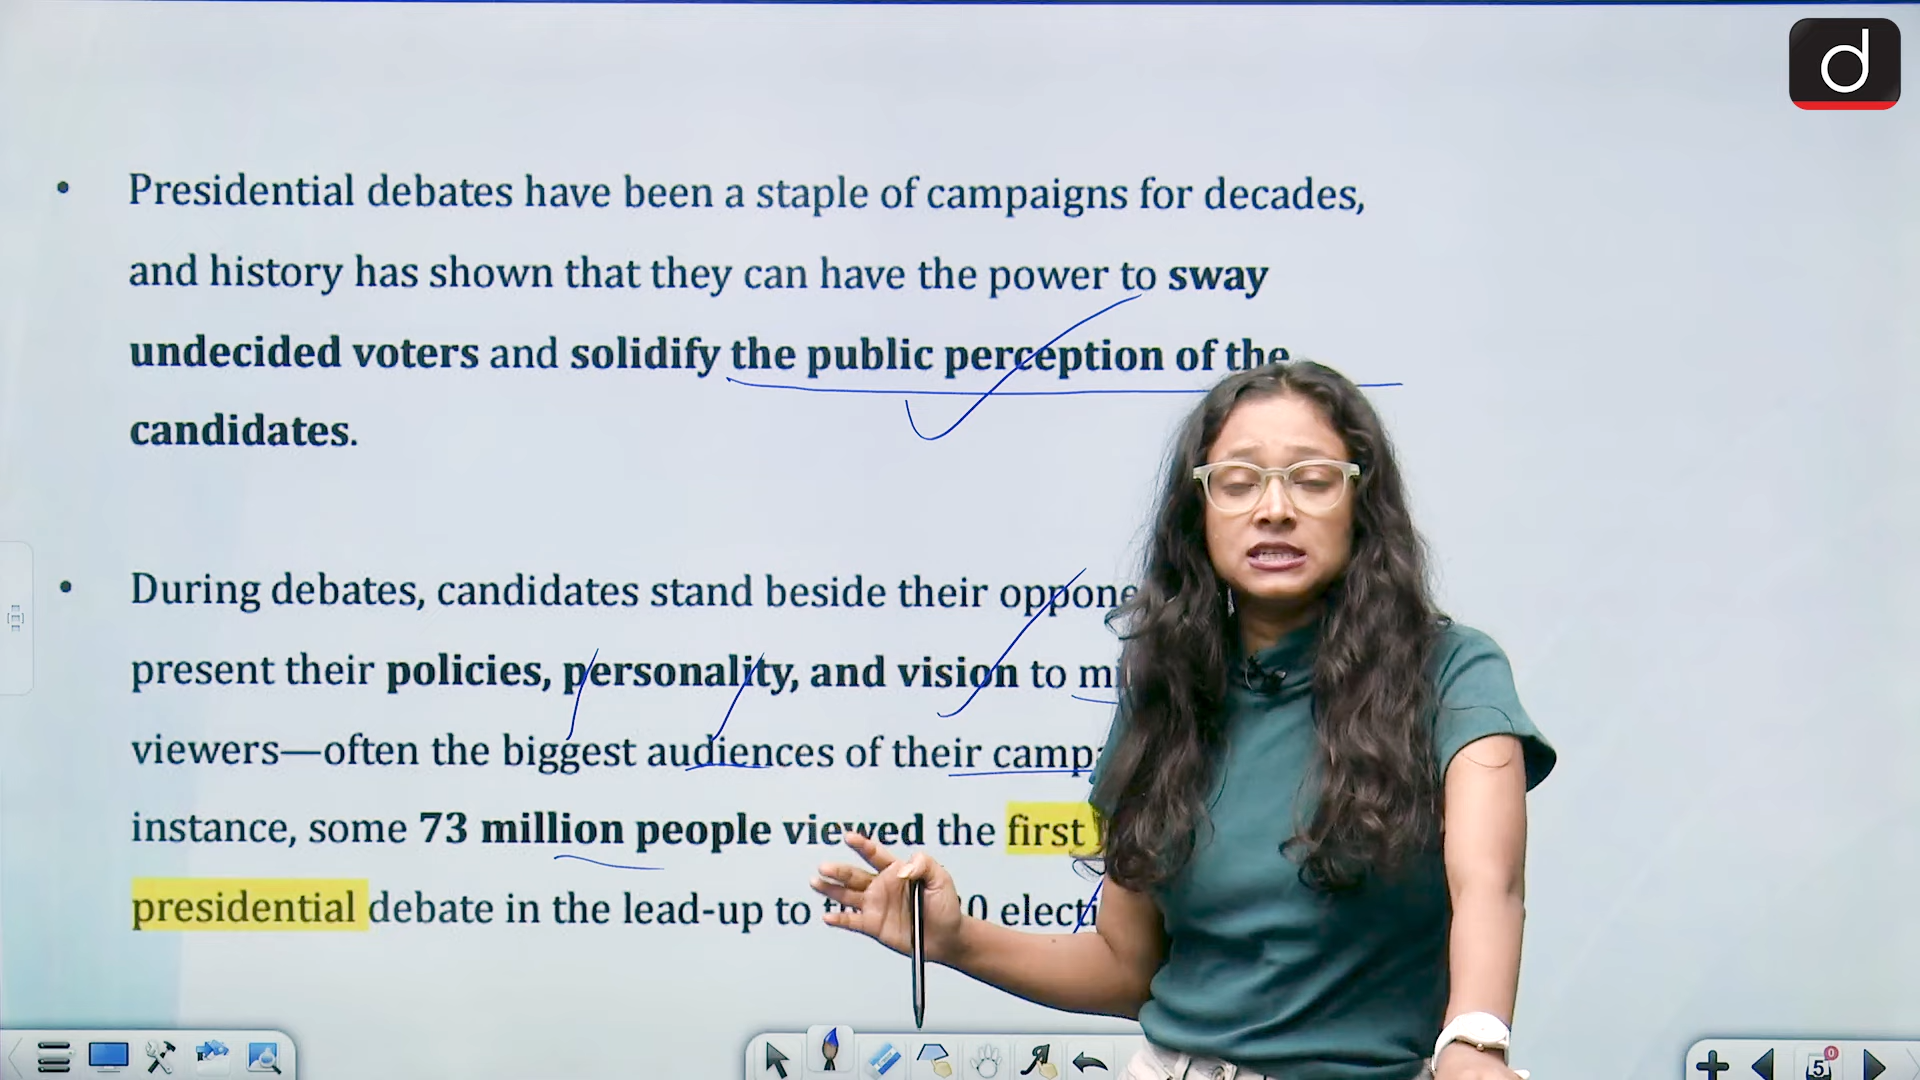 d
• Presidential debates have been a staple of campaigns for decades,
and history has shown that they can have the power to sway
undecided voters and solidify the public perception of the
candidates.
• During debates, candidates stand beside their
present their policies, personality, and vision to
viewers—often the biggest audiences of their
instance, some 73 million people viewed the first
presidential debate in the lead-up to
5
0